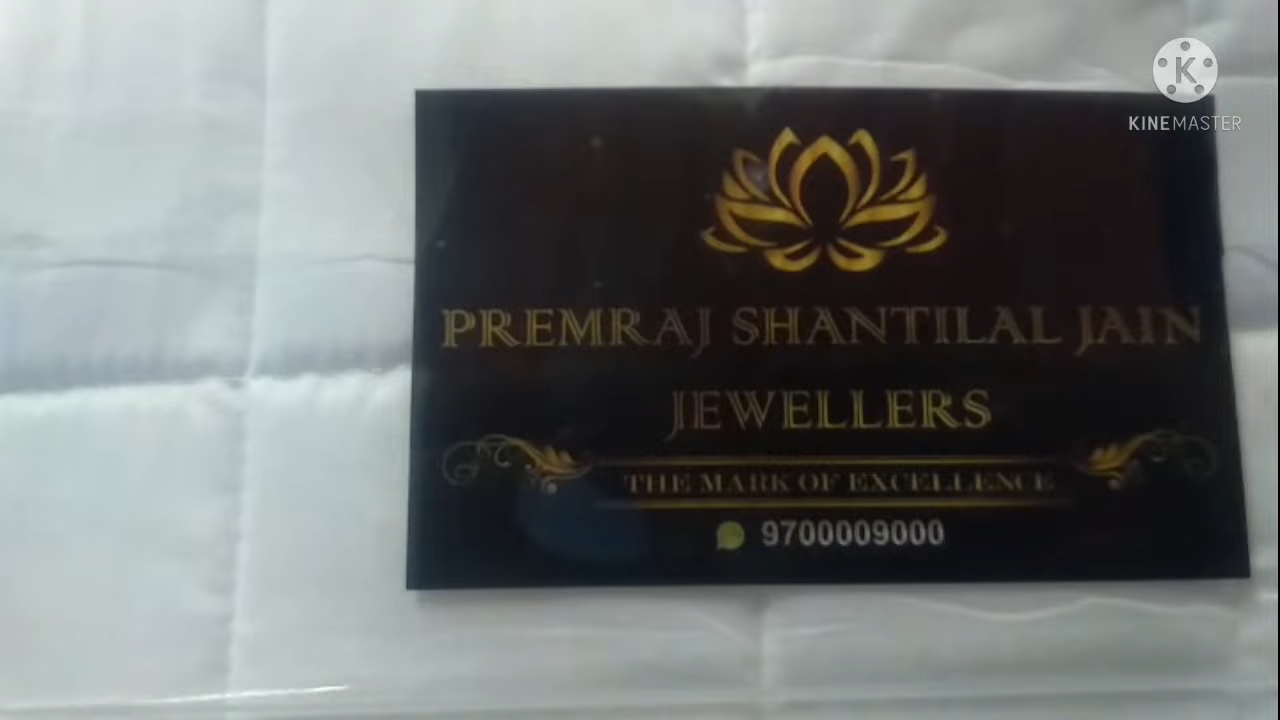 KINEMASTER
PREMRAJ SHANTILAL JAIN
JEWELLERS
THE MARK OF EXCELLENCE
9700009000